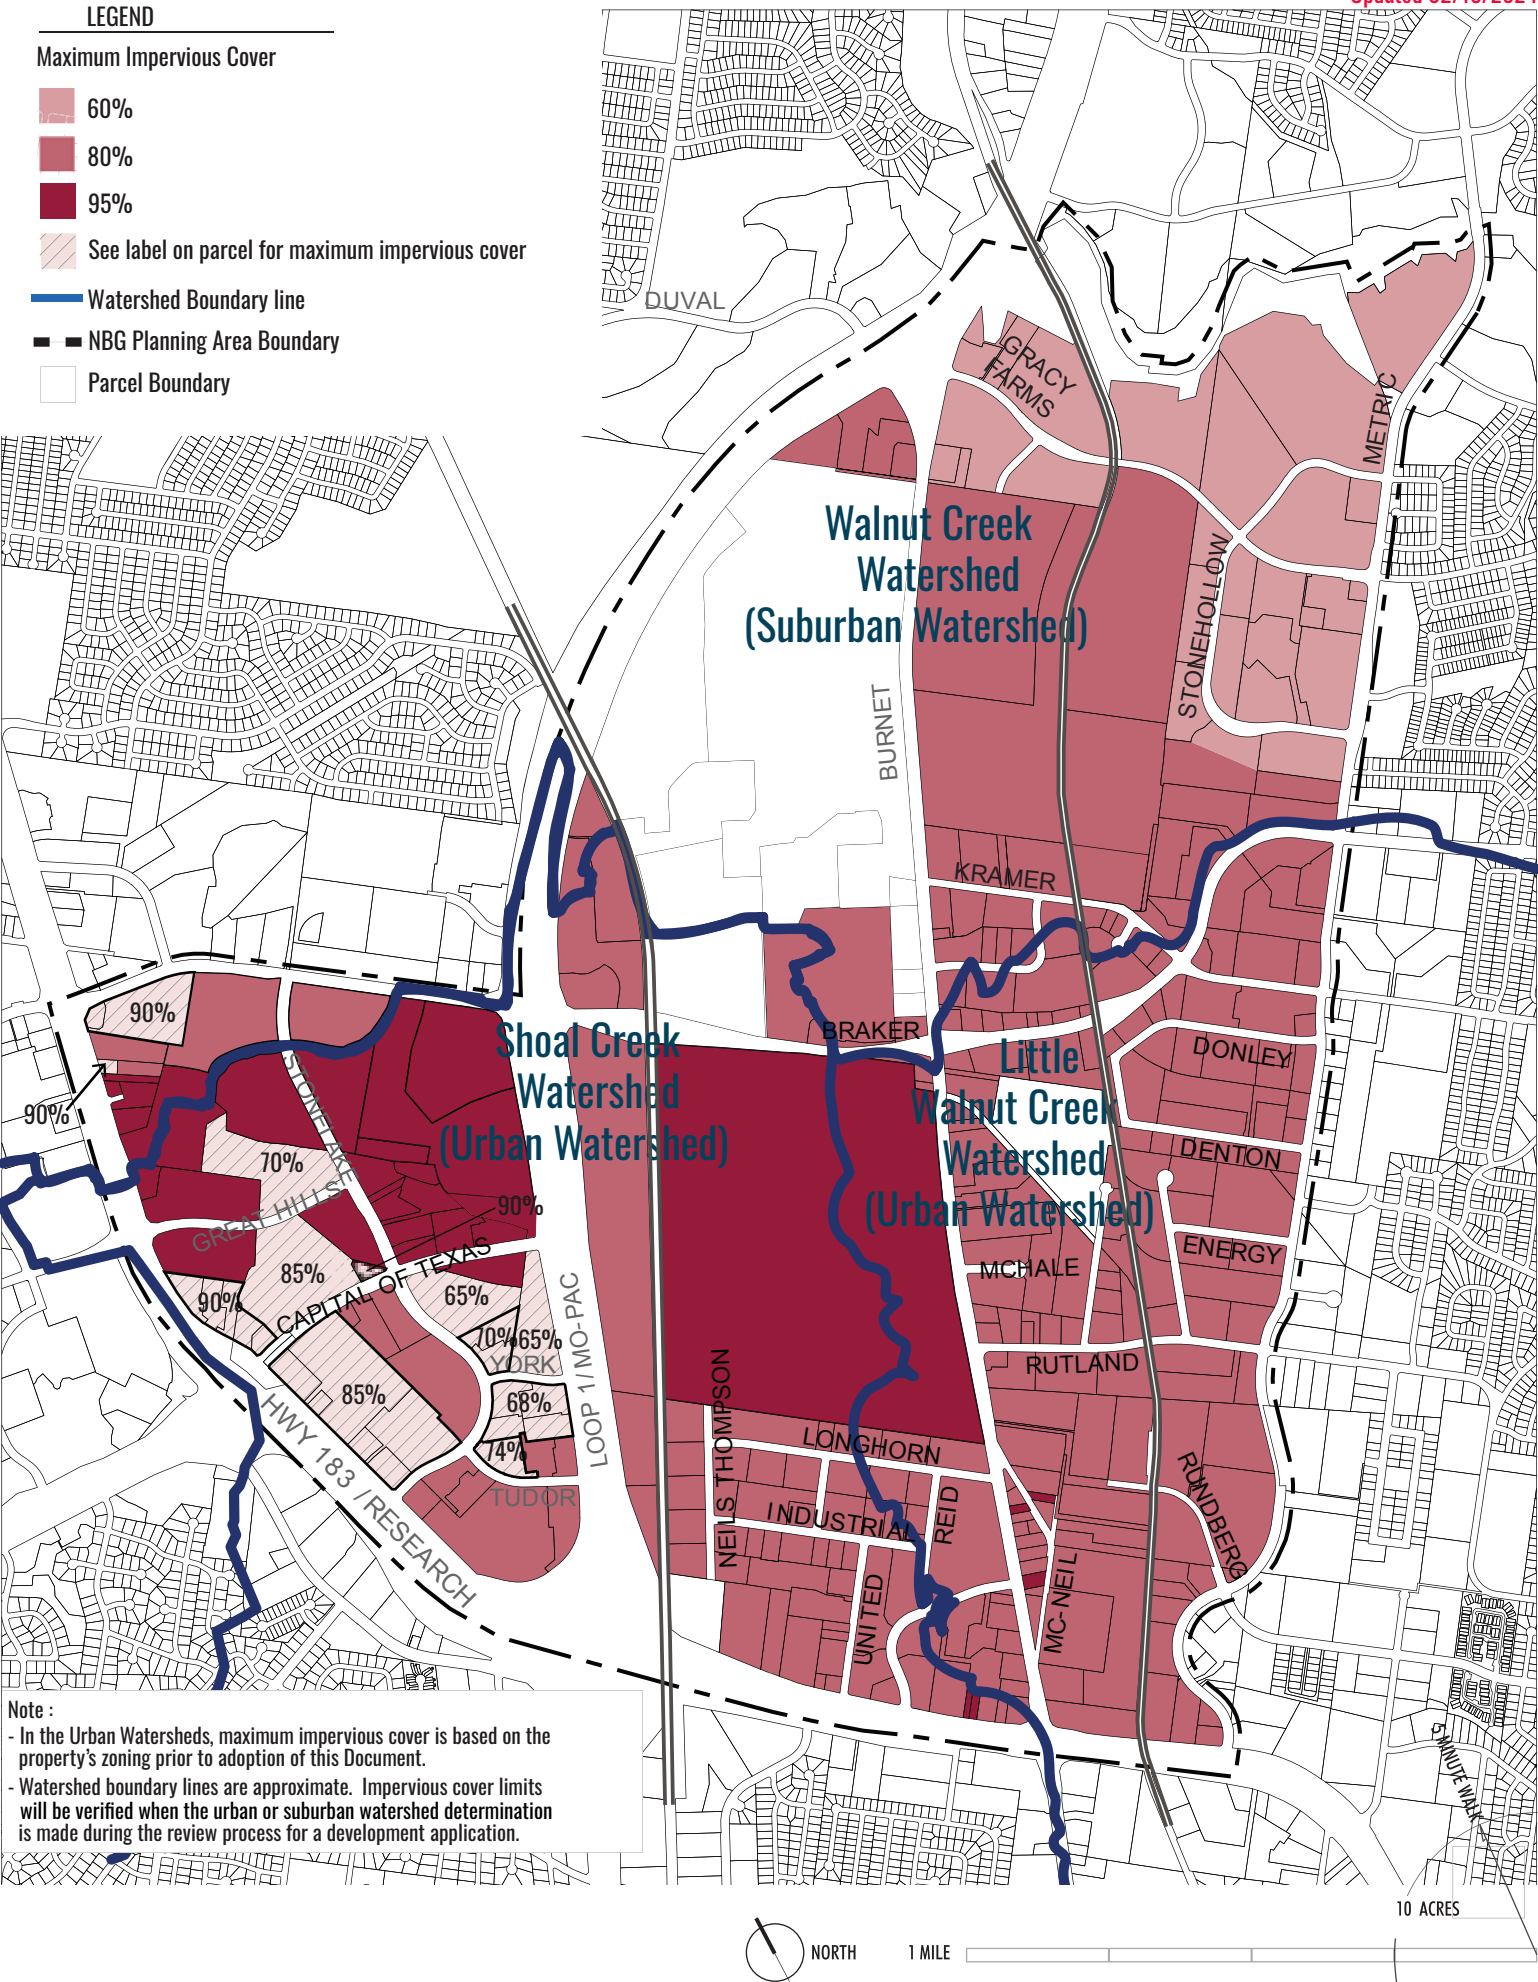 LEGEND
Maximum Impervious Cover
60%
80%
95%
See label on parcel for maximum impervious cover
Watershed Boundary line
NBG Planning Area Boundary
Parcel Boundary
DUVAL
GRACY
FARMS
METRIC
Walnut Creek
Watershed
(Suburban Watershed)
STONEHOLLOW
BURNET
KRAMER
90%
BRAKER
Shoal Creek
Watershed
(Urban Watershed)
Little
Walnut Creek
Watershed
(Urban Watershed)
DONLEY
STONELAKE
90%
70%
DENTON
90%
GREAT HILLS
ENERGY
MCHALE
85%
CAPITAL OF TEXAS
65%
90%
70%
65%
YORK
LOOP 1/MO-PAC
RUTLAND
85%
68%
NEILS THOMPSON
HWY 183 /RESEARCH
74%
TUDOR
LONGHORN
INDUSTRIAL
REID
RUNDBERG
UNITED
MC-NEIL
Note :
- In the Urban Watersheds, maximum impervious cover is based on the
property's zoning prior to adoption of this Document.
- Watershed boundary lines are approximate. Impervious cover limits
will be verified when the urban or suburban watershed determination
is made during the review process for a development application.
5 MINUTE WALK
10 ACRES
NORTH
1 MILE